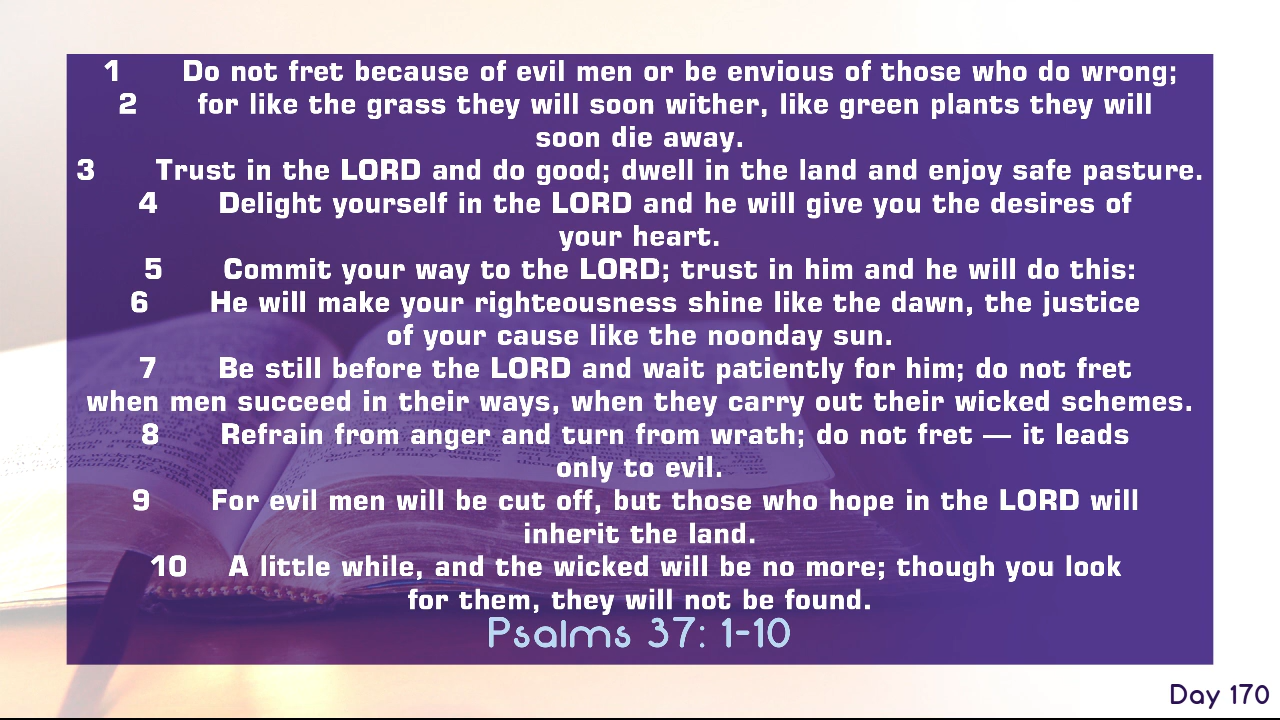 1 Do not fret because of evil men or be envious of those who do wrong;
2 for like the grass they will soon wither, like green plants they will
soon die away.
3 Trust in the LORD and do good; dwell in the land and enjoy safe pasture.
4 Delight yourself in the LORD and he will give you the desires of
your heart.
5 Commit your way to the LORD; trust in him and he will do this:
6 He will make your righteousness shine like the dawn, the justice
of your cause like the noonday sun.
7 Be still before the LORD and wait patiently for him; do not fret
when men succeed in their ways, when they carry out their wicked schemes.
8 Refrain from anger and turn from wrath; do not fret — it leads
only to evil.
9 For evil men will be cut off, but those who hope in the LORD will
inherit the land.
10 A little while, and the wicked will be no more; though you look
for them, they will not be found.
Psalms 37: 1-10
Day 170